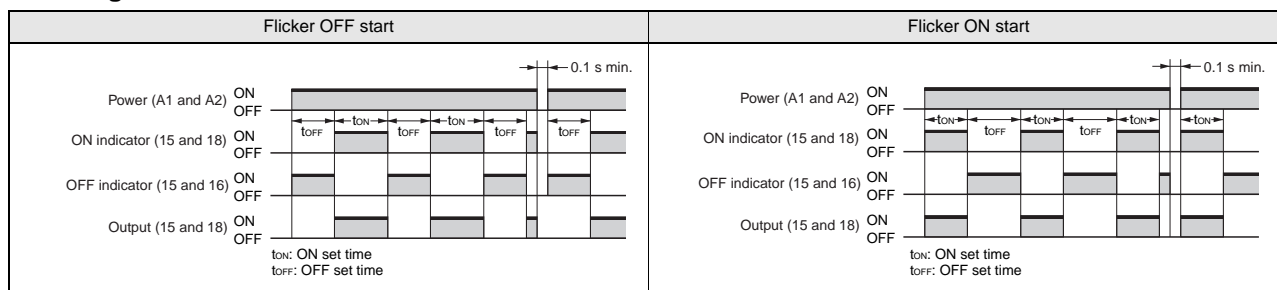 Flicker OFF start
Flicker ON start
0.1 s min.
Power (A1 and A2) ON
OFF
tOFF tON tOFF tON tOFF tOFF
ON indicator (15 and 18) ON
OFF
OFF indicator (15 and 16) ON
OFF
Output (15 and 18) ON
OFF
tON: ON set time
tOFF: OFF set time
0.1 s min.
Power (A1 and A2) ON
OFF
tON tOFF tON tOFF tON tON
ON indicator (15 and 18) ON
OFF
OFF indicator (15 and 16) ON
OFF
Output (15 and 18) ON
OFF
tON: ON set time
tOFF: OFF set time